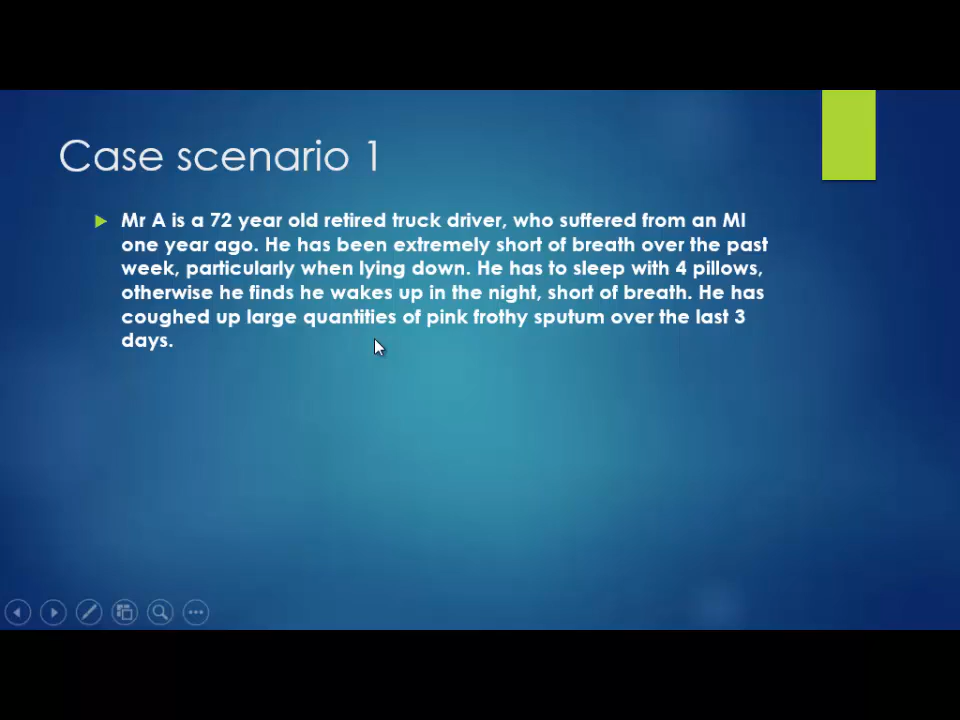 Case scenario 1
Mr A is a 72 year old retired truck driver, who suffered from an MI
one year ago. He has been extremely short of breath over the past
week, particularly when lying down. He has to sleep with 4 pillows,
otherwise he finds he wakes up in the night, short of breath. He has
coughed up large quantities of pink frothy sputum over the last 3
days.